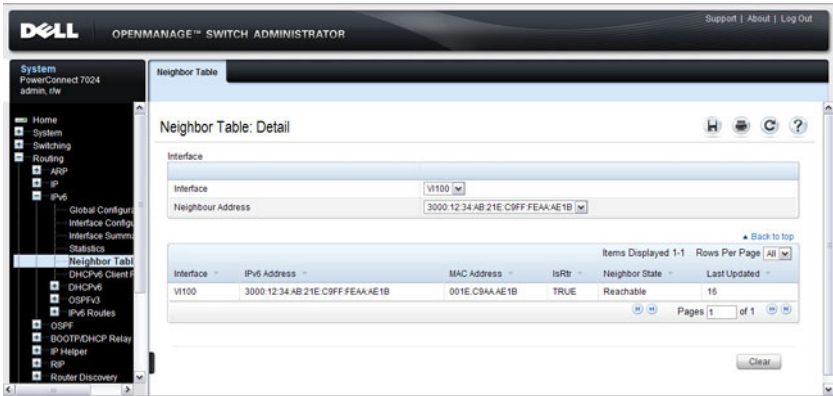 Support | About | Log Out
DELL OPENMANAGE™ SWITCH ADMINISTRATOR
System
PowerConnect 7024
admin, r/w
Home
System
Switching
Routing
ARP
IP
IPv6
Global Configura
Interface Configu
Interface Summa
Statistics
Neighbor Tabl
DHCPv6 Client P
DHCPv6
OSPFv3
IPv6 Routes
OSPF
BOOTP/DHCP Relay
IP Helper
RIP
Router Discovery
Neighbor Table
Neighbor Table: Detail
Interface
Interface Vl100
Neighbour Address 3000:12:34:AB:21E:C9FF:FEAA:AE1B
Back to top
Items Displayed 1-1 Rows Per Page All
Interface IPv6 Address MAC Address IsRtr Neighbor State Last Updated
Vl100 3000:12:34:AB:21E:C9FF:FEAA:AE1B 001E.C9AA.AE1B TRUE Reachable 16
Pages 1 of 1
Clear